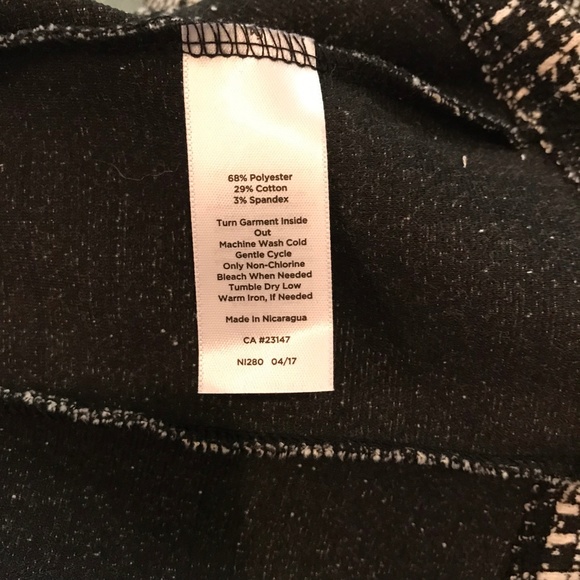 68% Polyester
29% Cotton
3% Spandex
Turn Garment Inside
Out
Machine Wash Cold
Gentle Cycle
Only Non-Chlorine
Bleach When Needed
Tumble Dry Low
Warm Iron, If Needed
Made In Nicaragua
CA #23147
NI280 04/17